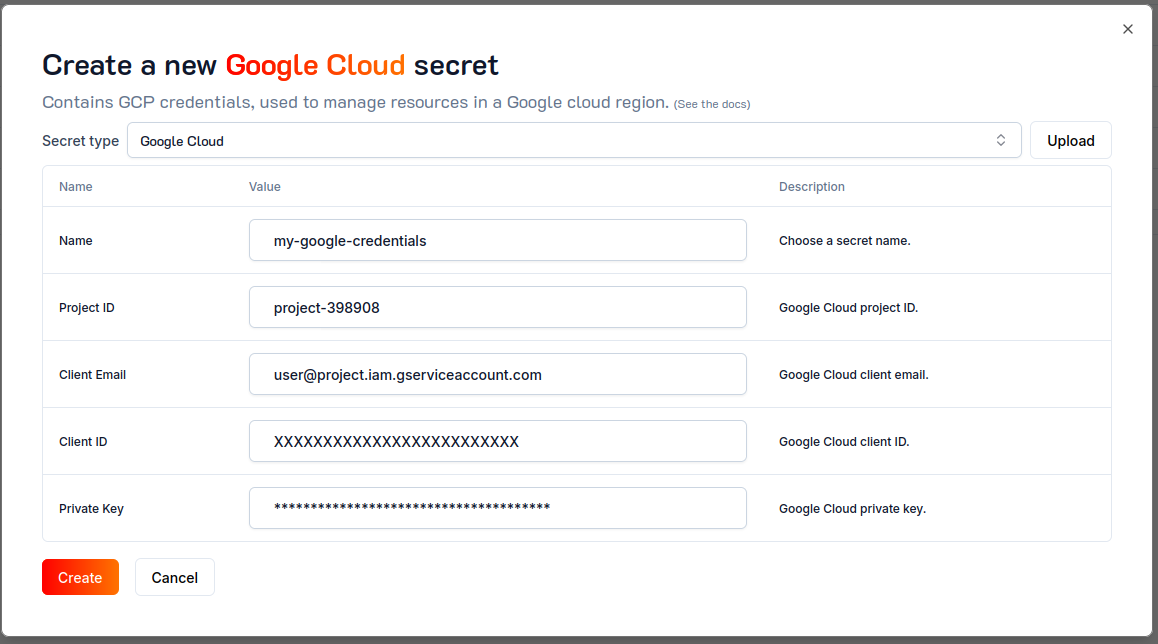 Create a new Google Cloud secret
Contains GCP credentials, used to manage resources in a Google cloud region. (See the docs)
Secret type Google Cloud Upload
Name Value Description
Name my-google-credentials Choose a secret name.
Project ID project-398908 Google Cloud project ID.
Client Email user@project.iam.gserviceaccount.com Google Cloud client email.
Client ID XXXXXXXXXXXXXXXXXXXXXXXXX Google Cloud client ID.
Private Key ************************************** Google Cloud private key.
Create Cancel